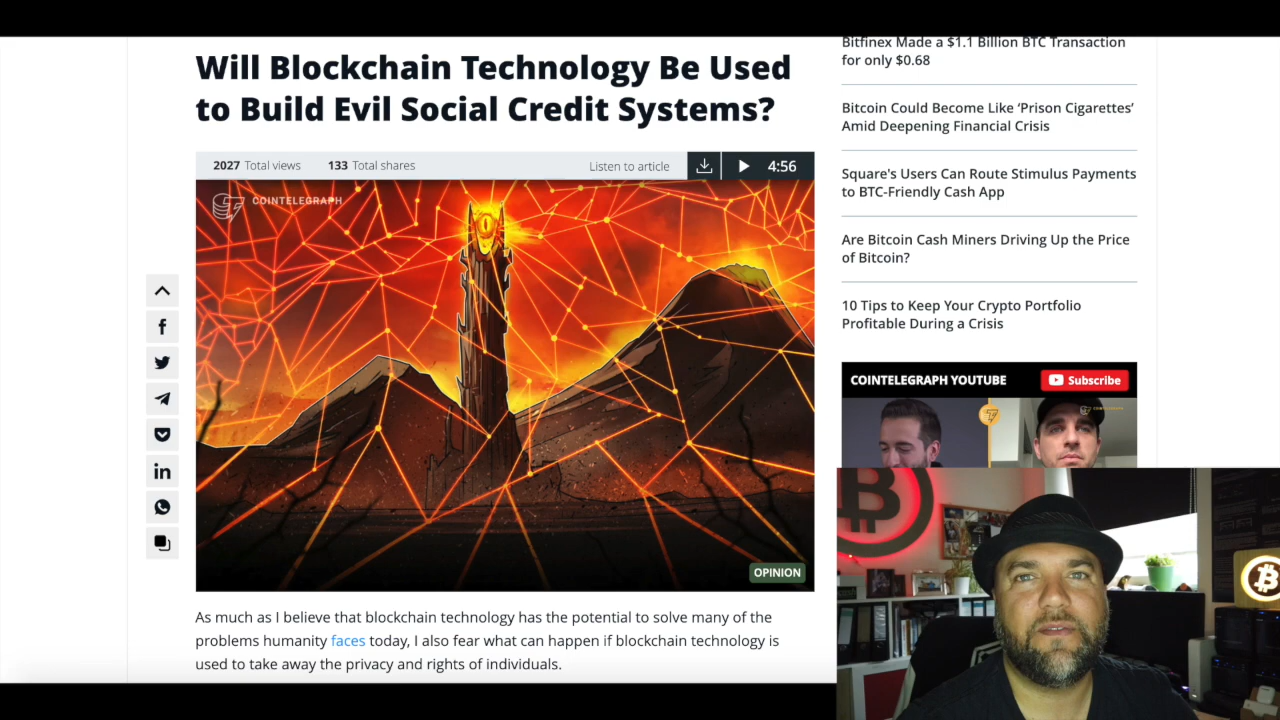 Will Blockchain Technology Be Used
to Build Evil Social Credit Systems?
2027 Total views 133 Total shares Listen to article 4:56
COINTELEGRAPH
OPINION
As much as I believe that blockchain technology has the potential to solve many of the
problems humanity faces today, I also fear what can happen if blockchain technology is
used to take away the privacy and rights of individuals.
Bitfinex Made a $1.1 Billion BTC Transaction
for only $0.68
Bitcoin Could Become Like ‘Prison Cigarettes’
Amid Deepening Financial Crisis
Square's Users Can Route Stimulus Payments
to BTC-Friendly Cash App
Are Bitcoin Cash Miners Driving Up the Price
of Bitcoin?
10 Tips to Keep Your Crypto Portfolio
Profitable During a Crisis
COINTELEGRAPH YOUTUBE Subscribe